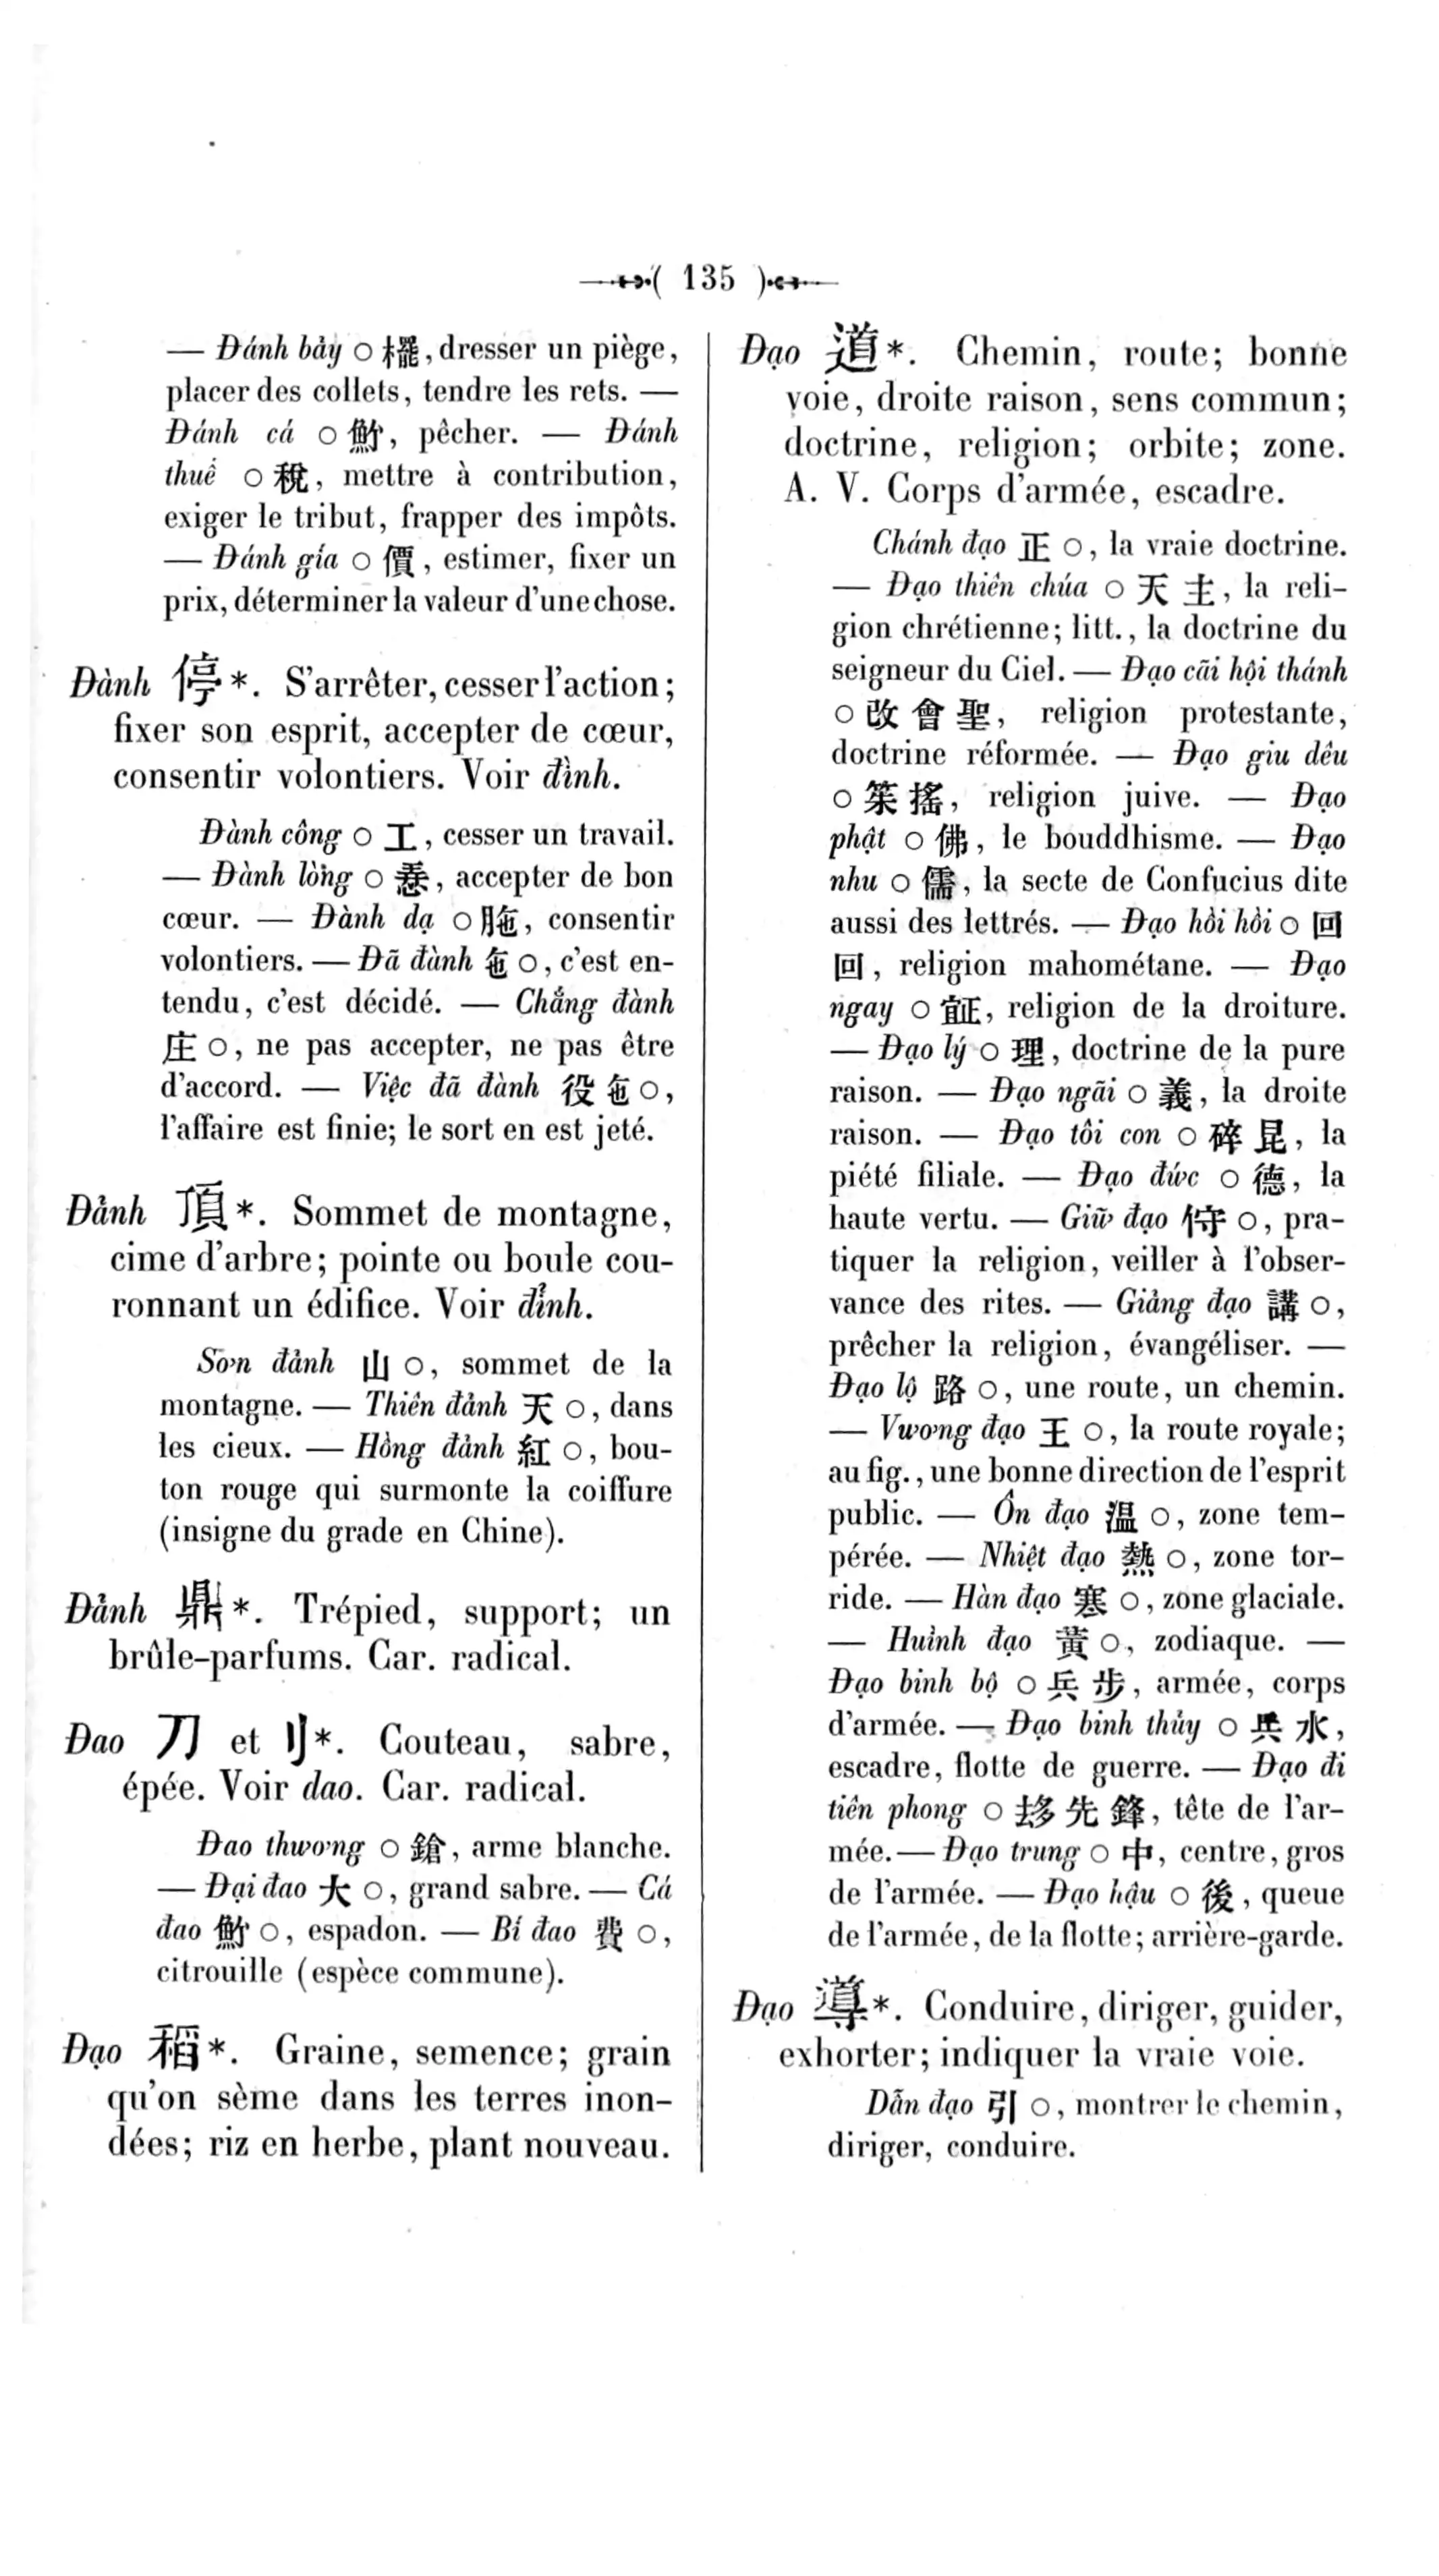 ( 135 )
— Đánh bảy ○ 擺, dresser un piège,
placer des collets, tendre les rets. —
Đánh cá ○, pêcher. — Đánh
thuế ○ 稅, mettre à contribution,
exiger le tribut, frapper des impôts.
— Đánh gía ○ 價, estimer, fixer un
prix, déterminer la valeur d'une chose.
Đành 停*. S'arrêter, cesser l'action;
fixer son esprit, accepter de cœur,
consentir volontiers. Voir đình.
Đành công ○ 工, cesser un travail.
— Đành lòng ○, accepter de bon
cœur. — Đành dạ ○, consentir
volontiers. — Đã đành ○, c'est en-
tendu, c'est décidé. — Chẳng đành
庄 ○, ne pas accepter, ne pas être
d'accord. — Việc đã đành 役 ○,
l'affaire est finie; le sort en est jeté.
Đảnh 頂*. Sommet de montagne,
cime d'arbre; pointe ou boule cou-
ronnant un édifice. Voir đỉnh.
Sơn đảnh 山 ○, sommet de la
montagne. — Thiên đảnh 天 ○, dans
les cieux. — Hồng đảnh 紅 ○, bou-
ton rouge qui surmonte la coiffure
(insigne du grade en Chine).
Đảnh 鼎*. Trépied, support; un
brûle-parfums. Car. radical.
Đao 刀 et 刂*. Couteau, sabre,
épée. Voir dao. Car. radical.
Đao thương ○ 鎗, arme blanche.
— Đại đao 大 ○, grand sabre. — Cá
đao ○, espadon. — Bí đao 費 ○,
citrouille (espèce commune).
Đạo 稻*. Graine, semence; grain
qu'on sème dans les terres inon-
dées; riz en herbe, plant nouveau.
Đạo 道*. Chemin, route; bonne
voie, droite raison, sens commun;
doctrine, religion; orbite; zone.
A. V. Corps d'armée, escadre.
Chánh đạo 正 ○, la vraie doctrine.
— Đạo thiên chúa ○ 天 主, la reli-
gion chrétienne; litt., la doctrine du
seigneur du Ciel. — Đạo cãi hội thánh
○ 改 會 聖, religion protestante,
doctrine réformée. — Đạo giu dêu
○ 搖, religion juive. — Đạo
phật ○ 佛, le bouddhisme. — Đạo
nhu ○ 儒, la secte de Confucius dite
aussi des lettrés. — Đạo hồi hồi ○ 回
回, religion mahométane. — Đạo
ngay ○, religion de la droiture.
— Đạo lý ○ 理, doctrine de la pure
raison. — Đạo ngãi ○ 義, la droite
raison. — Đạo tôi con ○ 碎 昆, la
piété filiale. — Đạo đức ○ 德, la
haute vertu. — Giữ đạo ○, pra-
tiquer la religion, veiller à l'obser-
vance des rites. — Giảng đạo 講 ○,
prêcher la religion, évangéliser. —
Đạo lộ 路 ○, une route, un chemin.
— Vương đạo 王 ○, la route royale;
au fig., une bonne direction de l'esprit
public. — Ôn đạo 温 ○, zone tem-
pérée. — Nhiệt đạo 熱 ○, zone tor-
ride. — Hàn đạo 寒 ○, zone glaciale.
— Huình đạo 黄 ○, zodiaque. —
Đạo binh bộ ○ 兵 步, armée, corps
d'armée. — Đạo binh thủy ○ 兵 水,
escadre, flotte de guerre. — Đạo đi
tiên phong ○ 先 鋒, tête de l'ar-
mée. — Đạo trung ○ 中, centre, gros
de l'armée. — Đạo hậu ○ 後, queue
de l'armée, de la flotte; arrière-garde.
Đạo 導*. Conduire, diriger, guider,
exhorter; indiquer la vraie voie.
Dẫn đạo 引 ○, montrer le chemin,
diriger, conduire.